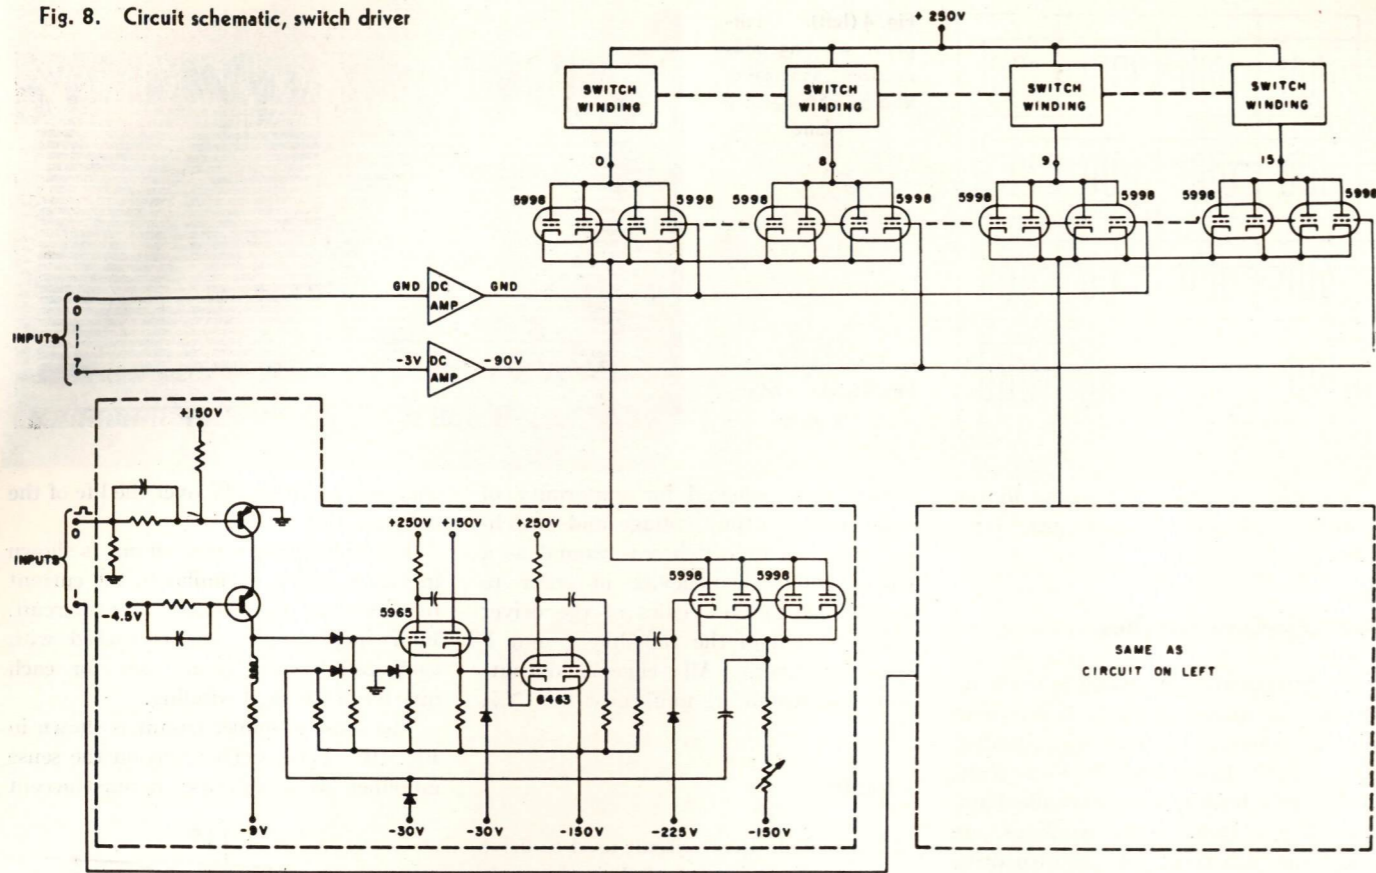 Fig. 8. Circuit schematic, switch driver
+ 250V
SWITCH
WINDING
SWITCH
WINDING
SWITCH
WINDING
SWITCH
WINDING
0
8
9
15
5998
5998
5998
5998
5998
5998
5998
5998
GND
DC
AMP
GND
INPUTS
0
7
-3V
DC
AMP
-90V
+150V
INPUTS
0
1
-4.5V
+250V
+150V
+250V
5965
6463
5998
5998
-9V
-30V
-30V
-150V
-225V
-150V
SAME AS
CIRCUIT ON LEFT